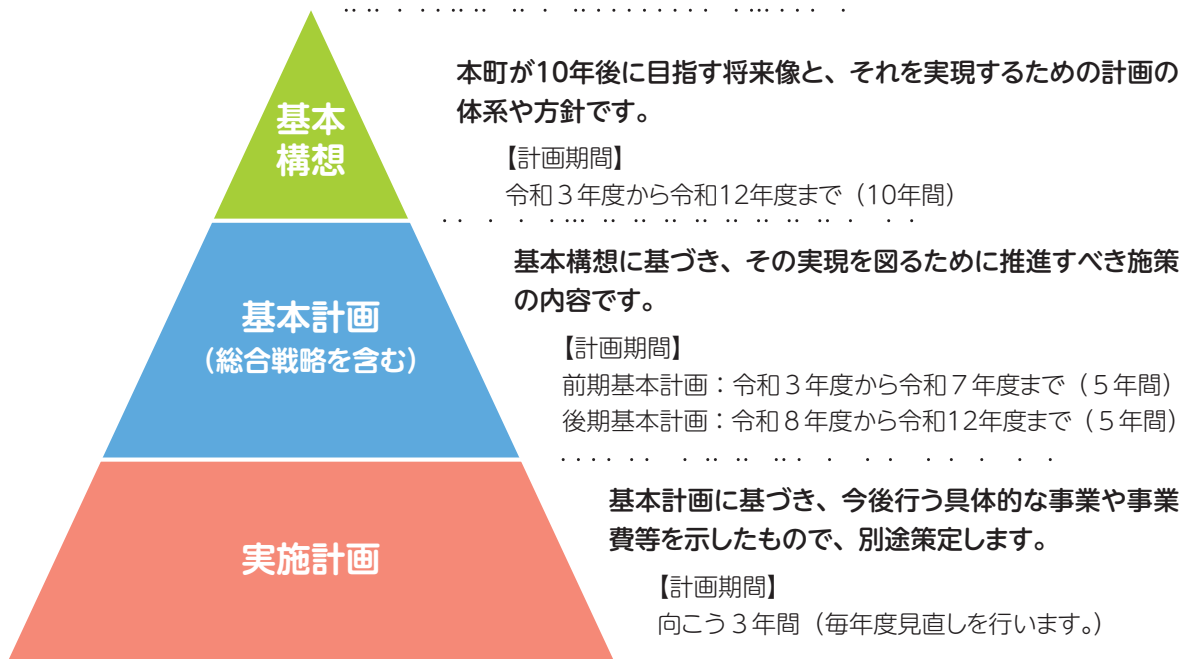 基本
構想
本町が10年後に目指す将来像と、それを実現するための計画の
体系や方針です。
【計画期間】
令和3年度から令和12年度まで（10年間）
基本計画
（総合戦略を含む）
基本構想に基づき、その実現を図るために推進すべき施策
の内容です。
【計画期間】
前期基本計画：令和3年度から令和7年度まで（5年間）
後期基本計画：令和8年度から令和12年度まで（5年間）
実施計画
基本計画に基づき、今後行う具体的な事業や事業
費等を示したもので、別途策定します。
【計画期間】
向こう3年間（毎年度見直しを行います。）